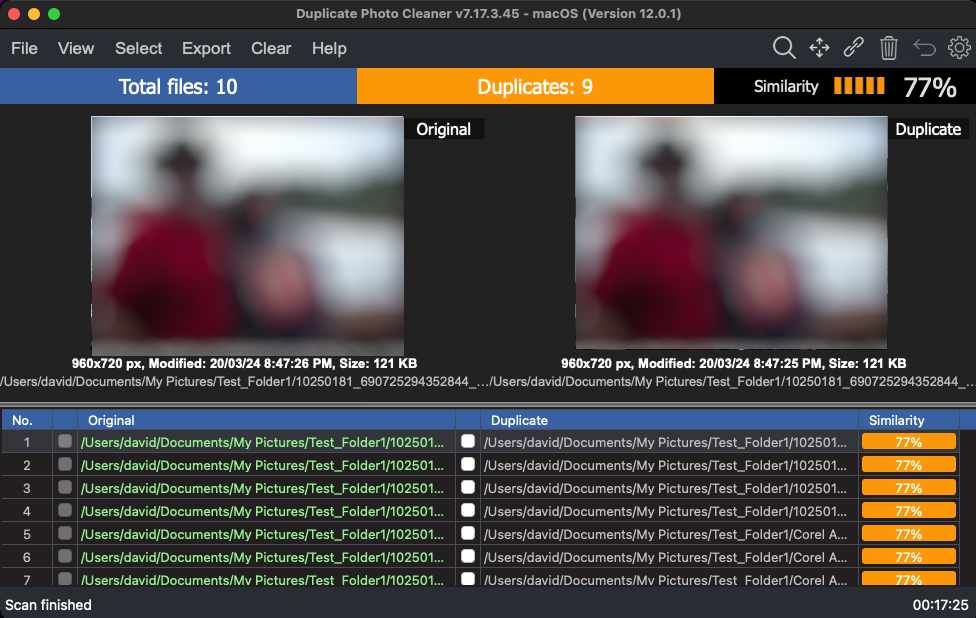 Duplicate Photo Cleaner v7.17.3.45 - macOS (Version 12.0.1)
File View Select Export Clear Help
Total files: 10 Duplicates: 9 Similarity 77%
Original Duplicate
960x720 px, Modified: 20/03/24 8:47:26 PM, Size: 121 KB 960x720 px, Modified: 20/03/24 8:47:25 PM, Size: 121 KB
/Users/david/Documents/My Pictures/Test_Folder1/10250181_690725294352844_... /Users/david/Documents/My Pictures/Test_Folder1/10250181_690725294352844_...
No. Original Duplicate Similarity
1 /Users/david/Documents/My Pictures/Test_Folder1/102501... /Users/david/Documents/My Pictures/Test_Folder1/102501... 77%
2 /Users/david/Documents/My Pictures/Test_Folder1/102501... /Users/david/Documents/My Pictures/Test_Folder1/102501... 77%
3 /Users/david/Documents/My Pictures/Test_Folder1/102501... /Users/david/Documents/My Pictures/Test_Folder1/102501... 77%
4 /Users/david/Documents/My Pictures/Test_Folder1/102501... /Users/david/Documents/My Pictures/Test_Folder1/102501... 77%
5 /Users/david/Documents/My Pictures/Test_Folder1/102501... /Users/david/Documents/My Pictures/Test_Folder1/Corel A... 77%
6 /Users/david/Documents/My Pictures/Test_Folder1/102501... /Users/david/Documents/My Pictures/Test_Folder1/Corel A... 77%
7 /Users/david/Documents/My Pictures/Test_Folder1/102501... /Users/david/Documents/My Pictures/Test_Folder1/Corel A... 77%
Scan finished 00:17:25